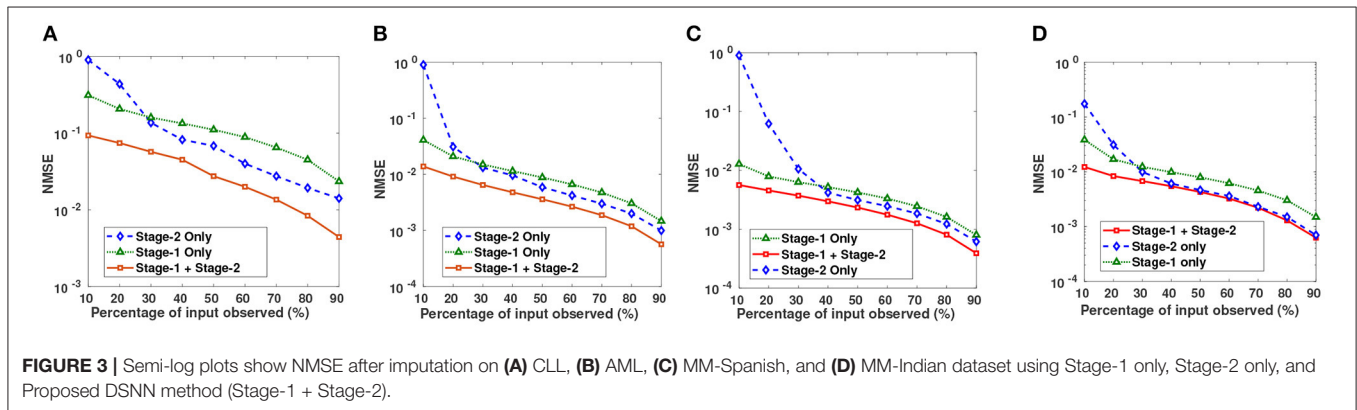 A
B
C
D
10^0
10^-1
10^-2
10^-3
NMSE
Stage-2 Only
Stage-1 Only
Stage-1 + Stage-2
10 20 30 40 50 60 70 80 90
Percentage of input observed (%)
10^0
10^-1
10^-2
10^-3
10^-4
NMSE
Stage-2 Only
Stage-1 Only
Stage-1 + Stage-2
10 20 30 40 50 60 70 80 90
Percentage of input observed (%)
10^0
10^-1
10^-2
10^-3
10^-4
NMSE
Stage-1 Only
Stage-1 + Stage-2
Stage-2 Only
10 20 30 40 50 60 70 80 90
Percentage of input observed (%)
10^0
10^-1
10^-2
10^-3
10^-4
NMSE
Stage-1 + Stage-2
Stage-2 only
Stage-1 only
10 20 30 40 50 60 70 80 90
Percentage of input observed (%)
FIGURE 3 | Semi-log plots show NMSE after imputation on (A) CLL, (B) AML, (C) MM-Spanish, and (D) MM-Indian dataset using Stage-1 only, Stage-2 only, and
Proposed DSNN method (Stage-1 + Stage-2).